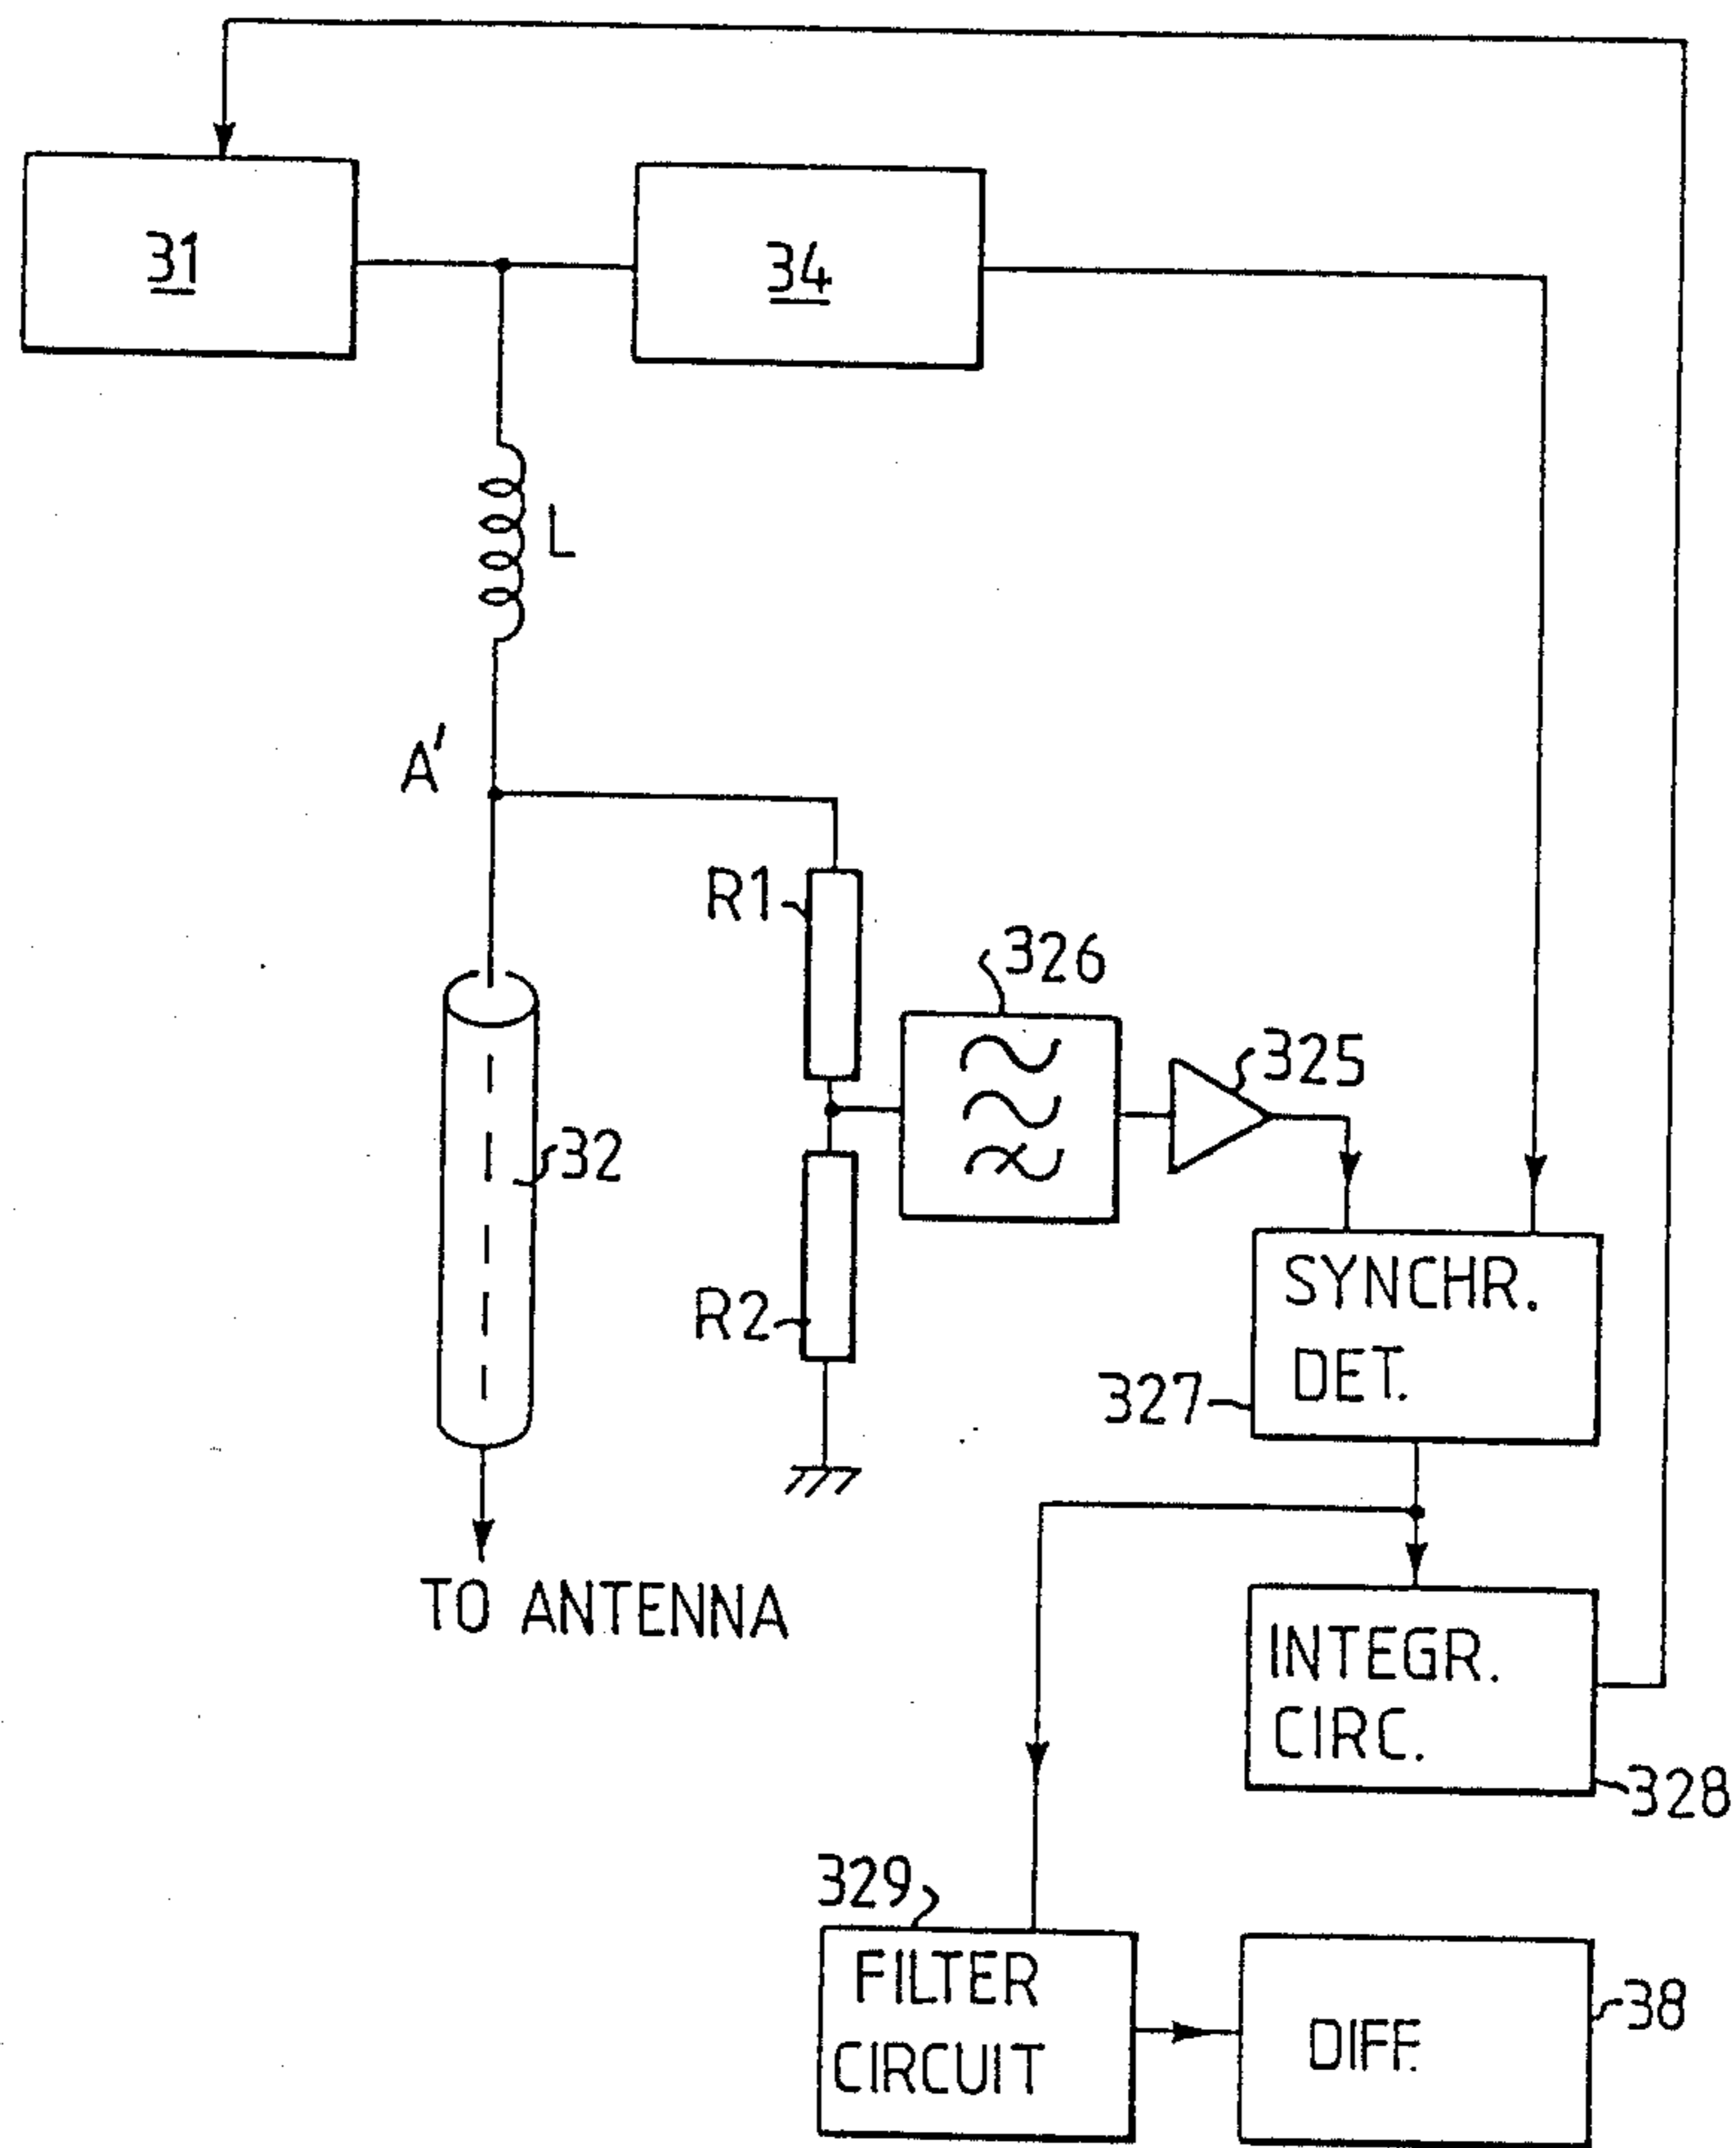 31
34
L
A'
R1
326
325
32
R2
SYNCHR.
DET.
327
TO ANTENNA
INTEGR.
CIRC.
328
329
FILTER
CIRCUIT
DIFF.
38